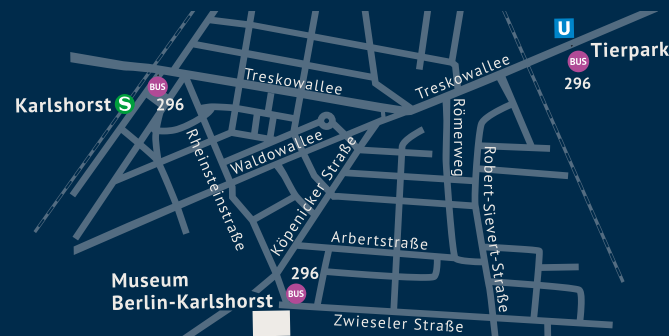 U
Tierpark
BUS
296
Treskowallee
Treskowallee
BUS
296
Karlshorst S
Römerweg
Waldowallee
Rheinsteinstraße
Köpenicker Straße
Robert-Sievert-Straße
Arbertstraße
296
BUS
Museum
Berlin-Karlshorst
Zwieseler Straße